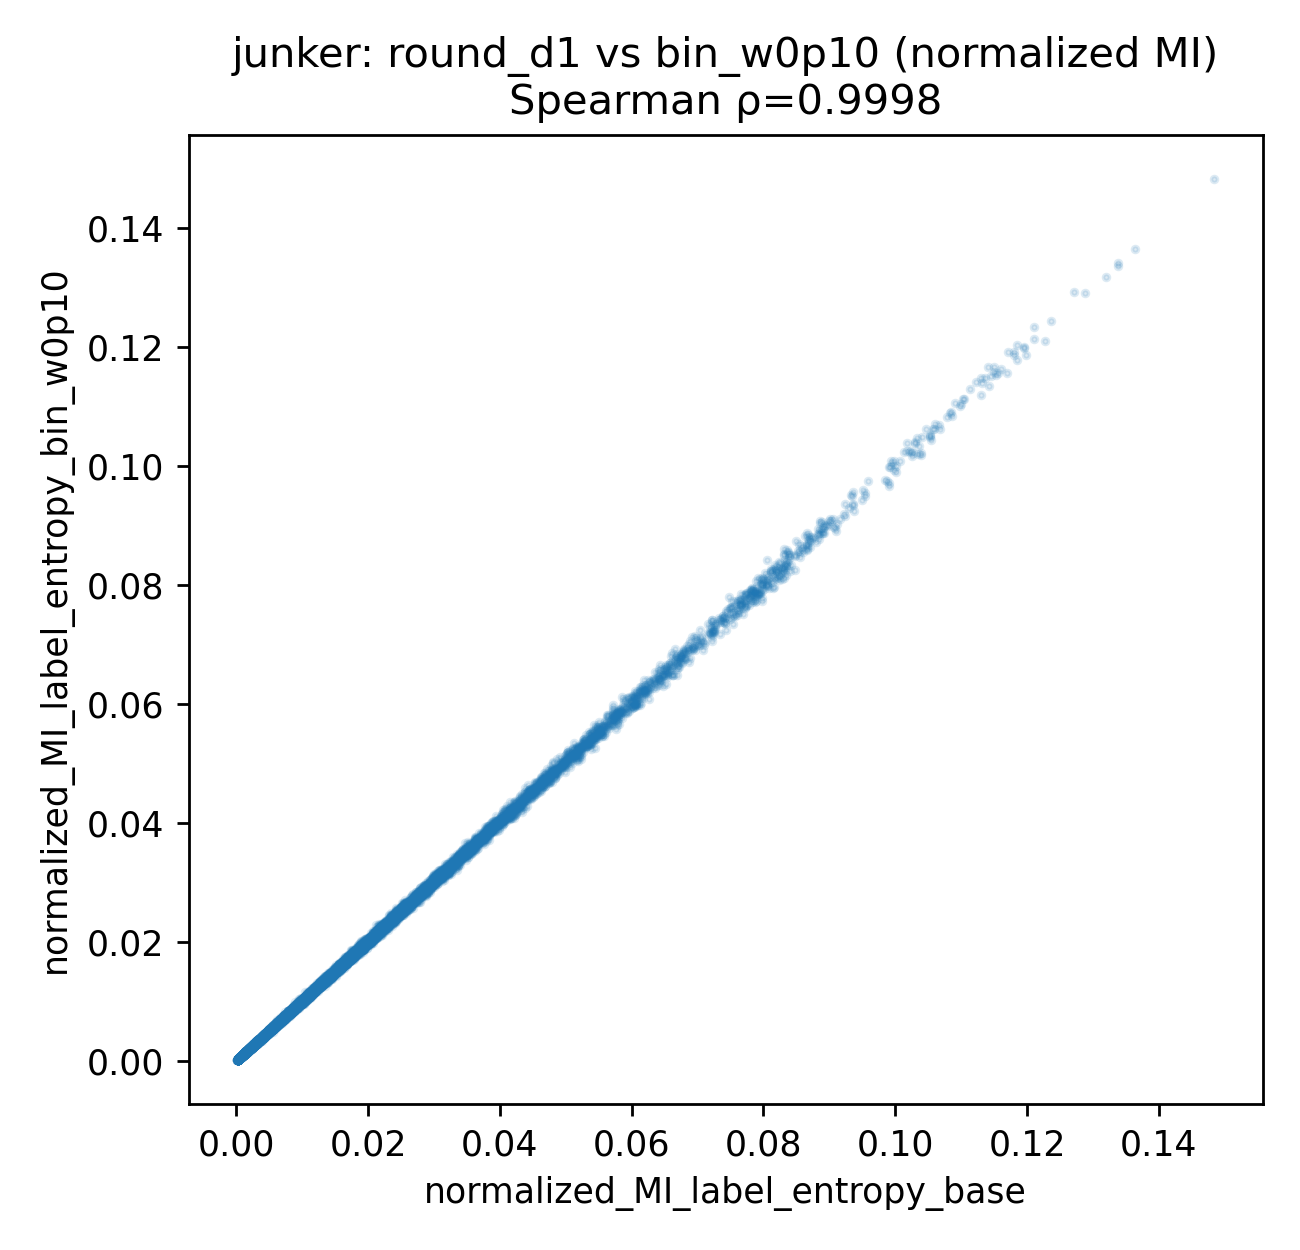 junker: round_d1 vs bin_w0p10 (normalized MI)
Spearman ρ=0.9998
normalized_MI_label_entropy_bin_w0p10
0.14
0.12
0.10
0.08
0.06
0.04
0.02
0.00
0.00 0.02 0.04 0.06 0.08 0.10 0.12 0.14
normalized_MI_label_entropy_base